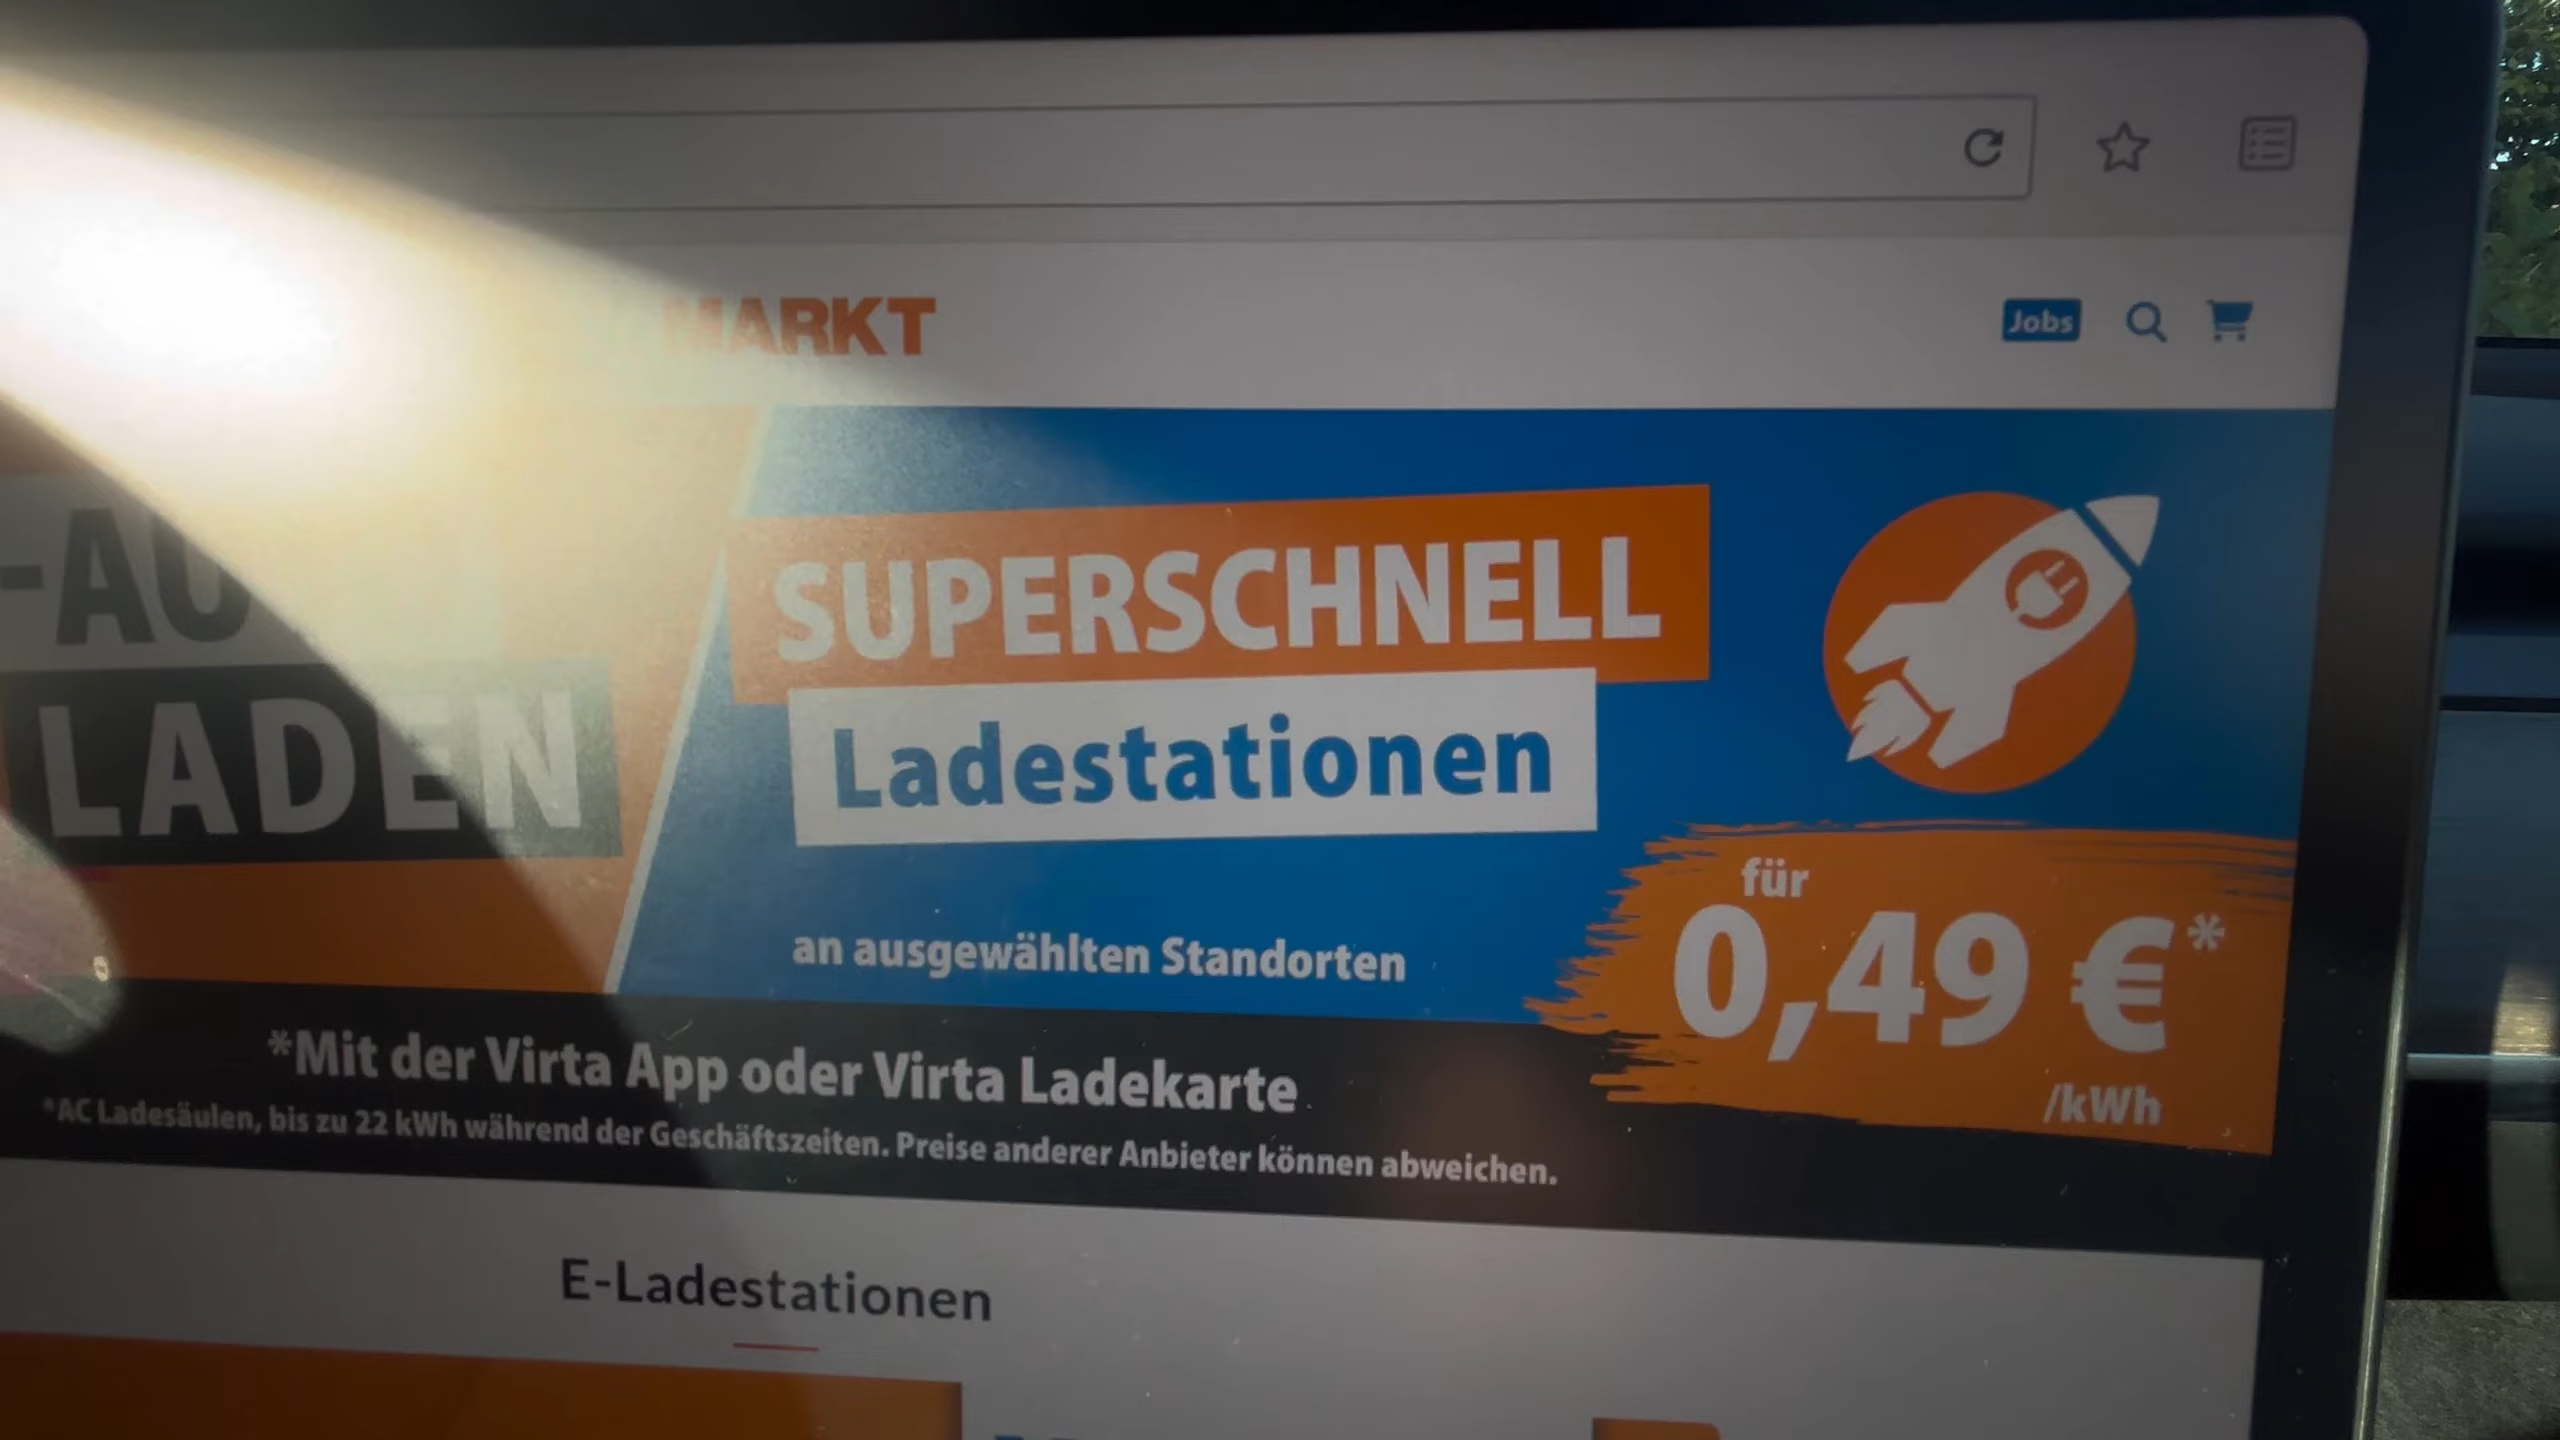 MARKT
Jobs
LADEN
SUPERSCHNELL
Ladestationen
an ausgewählten Standorten
für
0,49 €*
/kWh
*Mit der Virta App oder Virta Ladekarte
*AC Ladesäulen, bis zu 22 kWh während der Geschäftszeiten. Preise anderer Anbieter können abweichen.
E-Ladestationen